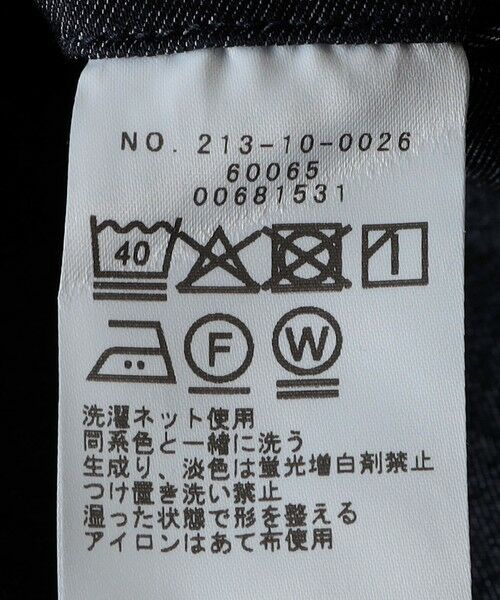 NO. 213-10-0026
60065
00681531
40
F W
洗濯ネット使用
同系色と一緒に洗う
生成り、淡色は蛍光増白剤禁止
つけ置き洗い禁止
湿った状態で形を整える
アイロンはあて布使用